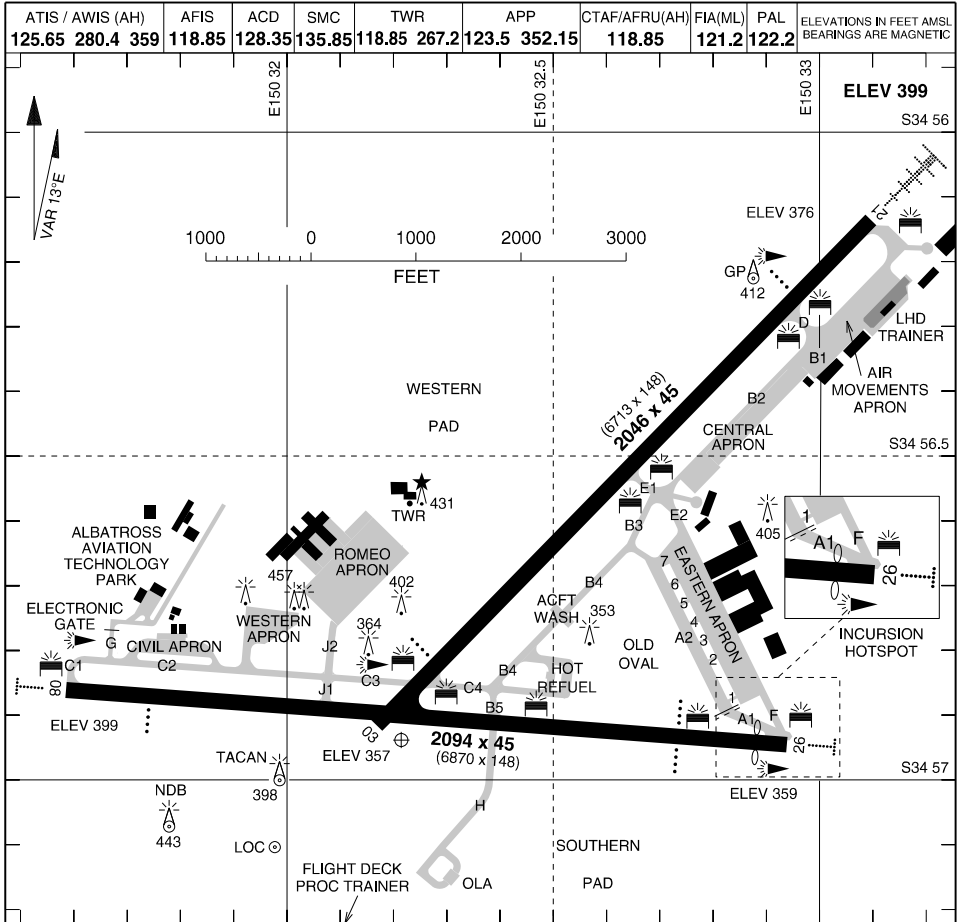 ATIS / AWIS (AH) AFIS ACD SMC TWR APP CTAF/AFRU(AH) FIA(ML) PAL ELEVATIONS IN FEET AMSL
125.65 280.4 359 118.85 128.35 135.85 118.85 267.2 123.5 352.15 118.85 121.2 122.2 BEARINGS ARE MAGNETIC
E150 32
E150 32.5
E150 33
ELEV 399
S34 56
VAR 13°E
ELEV 376
21
1000 0 1000 2000 3000
FEET
GP
412
D
LHD
TRAINER
B1
AIR
MOVEMENTS
APRON
WESTERN
PAD
B2
(6713 x 148)
2046 x 45
CENTRAL
APRON
S34 56.5
431
TWR
E1
E2
B3
405
1
A1
F
26
INCURSION
HOTSPOT
ALBATROSS
AVIATION
TECHNOLOGY
PARK
ROMEO
APRON
457
402
EASTERN APRON
7
6
5
4
3
2
A2
B4
ACFT
WASH
353
ELECTRONIC
GATE
G
CIVIL APRON
WESTERN
APRON
J2
364
OLD
OVAL
C1
C2
C3
B4
HOT
REFUEL
08
J1
C4
B5
1
A1
F
26
ELEV 399
03
ELEV 357
2094 x 45
(6870 x 148)
TACAN
398
S34 57
ELEV 359
NDB
443
H
LOC
SOUTHERN
PAD
FLIGHT DECK
PROC TRAINER
OLA